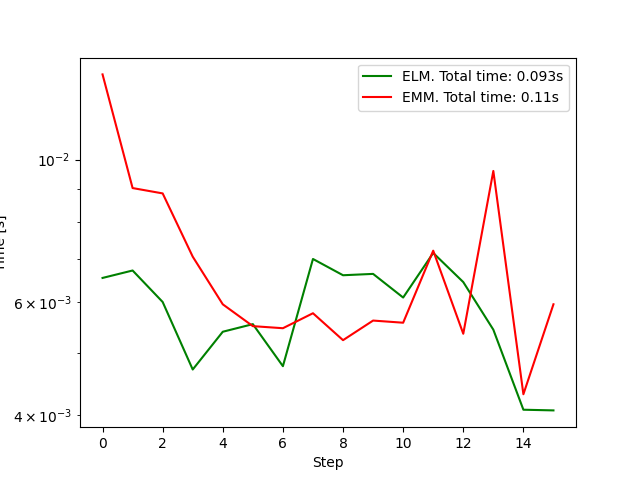 ELM. Total time: 0.093s
EMM. Total time: 0.11s
10⁻²
6 × 10⁻³
4 × 10⁻³
[s]
0 2 4 6 8 10 12 14
Step